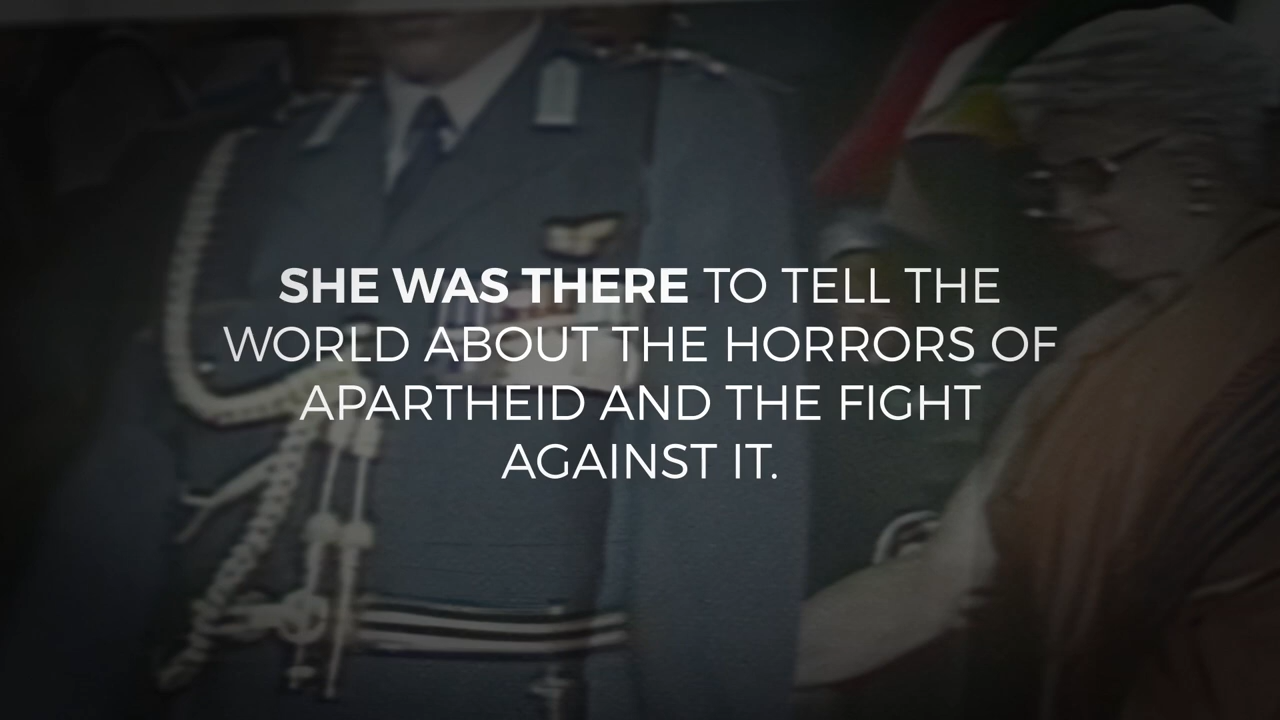 SHE WAS THERE TO TELL THE
WORLD ABOUT THE HORRORS OF
APARTHEID AND THE FIGHT
AGAINST IT.